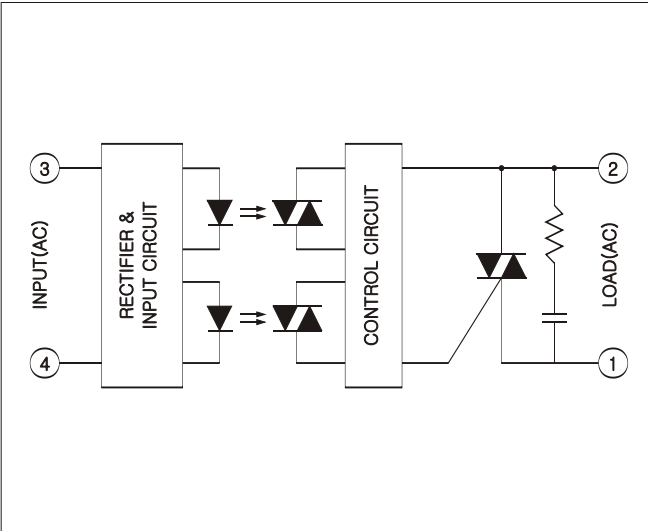 3
4
INPUT(AC)
RECTIFIER &
INPUT CIRCUIT
CONTROL CIRCUIT
2
1
LOAD(AC)